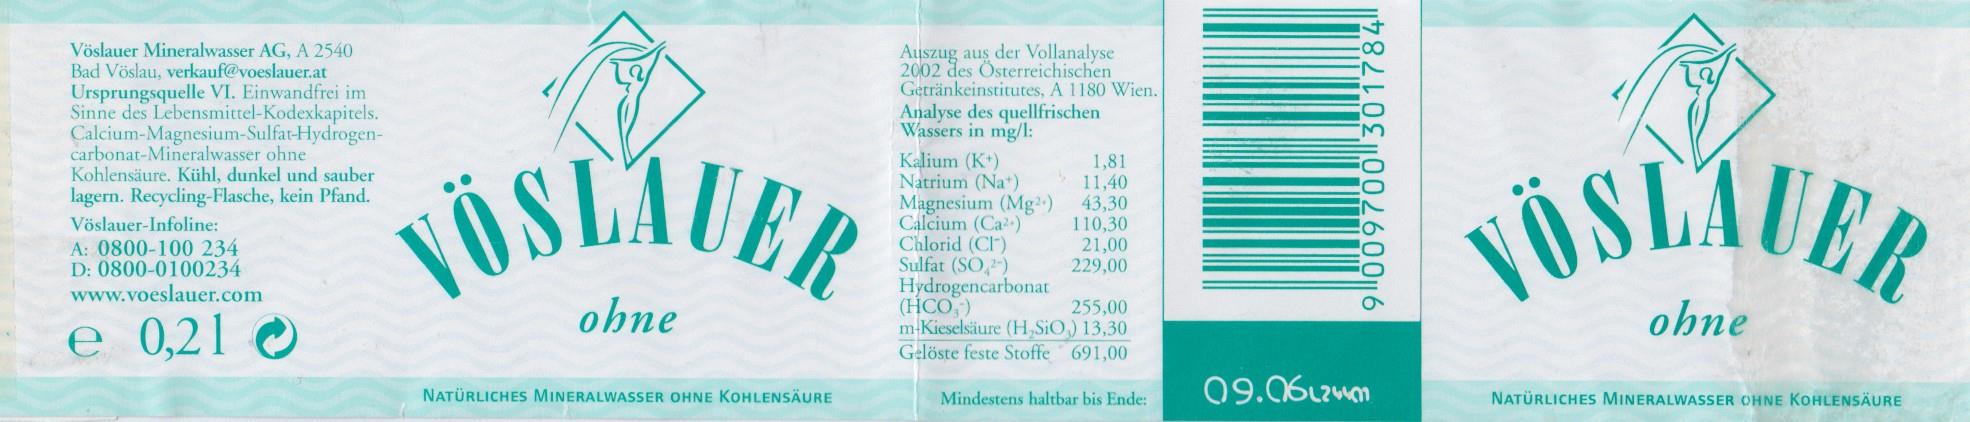 Vöslauer Mineralwasser AG, A 2540
Bad Vöslau, verkauf@voeslauer.at
Ursprungsquelle VI. Einwandfrei im
Sinne des Lebensmittel-Kodexkapitels.
Calcium-Magnesium-Sulfat-Hydrogen-
carbonat-Mineralwasser ohne
Kohlensäure. Kühl, dunkel und sauber
lagern. Recycling-Flasche, kein Pfand.
Vöslauer-Infoline:
A: 0800-100 234
D: 0800-0100234
www.voeslauer.com
e 0,2 l
VÖSLAUER
ohne
NATÜRLICHES MINERALWASSER OHNE KOHLENSÄURE
Auszug aus der Vollanalyse
2002 des Österreichischen
Getränkeinstitutes, A 1180 Wien.
Analyse des quellfrischen
Wassers in mg/l:
Kalium (K⁺) 1,81
Natrium (Na⁺) 11,40
Magnesium (Mg²⁺) 43,30
Calcium (Ca²⁺) 110,30
Chlorid (Cl⁻) 21,00
Sulfat (SO₄²⁻) 229,00
Hydrogencarbonat
(HCO₃⁻) 255,00
m-Kieselsäure (H₂SiO₃) 13,30
Gelöste feste Stoffe 691,00
Mindestens haltbar bis Ende:
9 009700 301784
09.06
VÖSLAUER
ohne
NATÜRLICHES MINERALWASSER OHNE KOHLENSÄURE